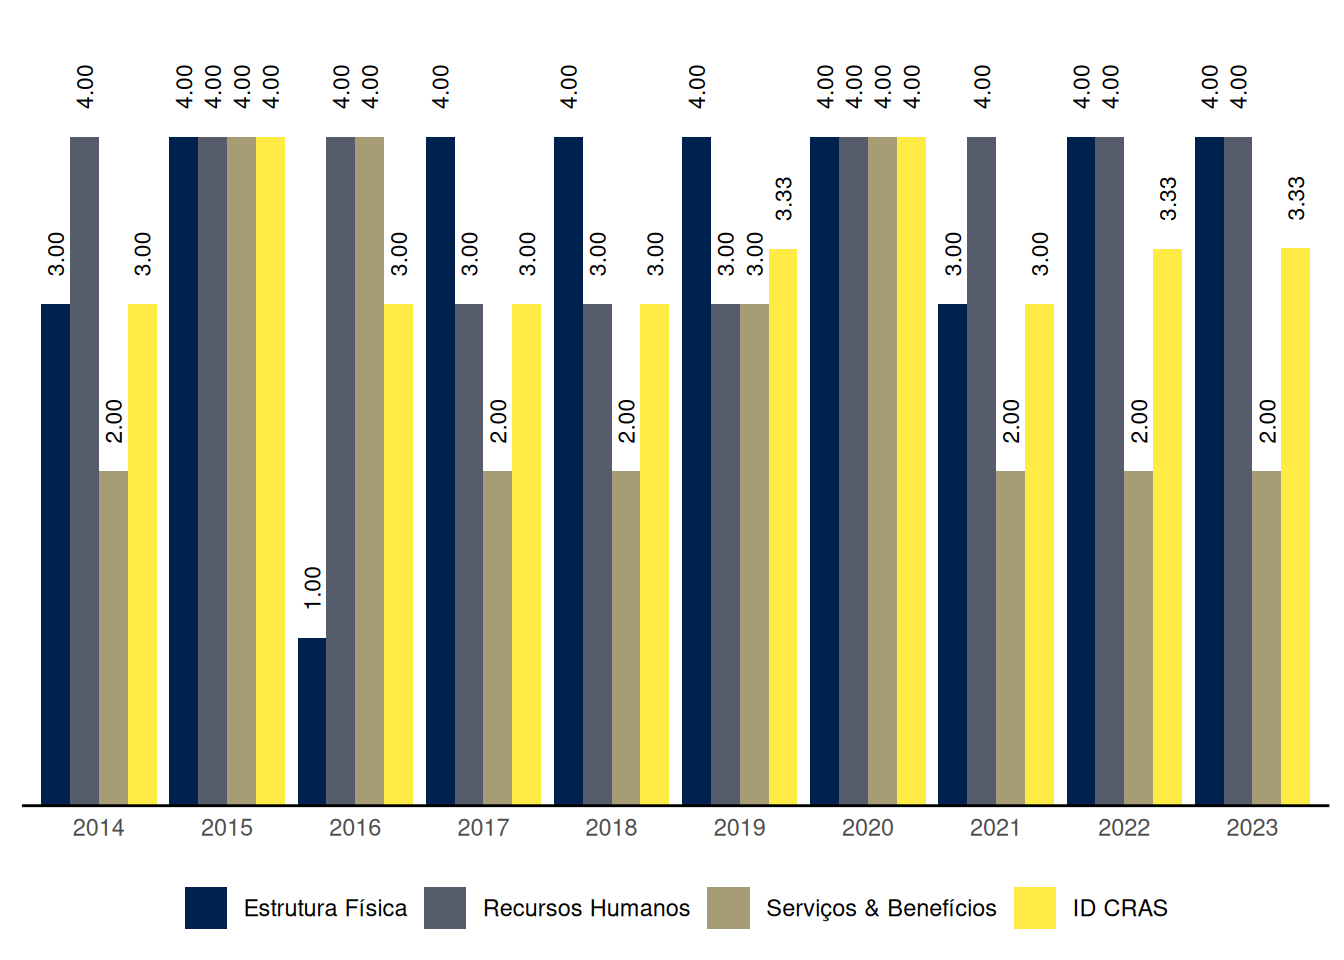 4.00 4.00 4.00 4.00 4.00 4.00 4.00 4.00 4.00 4.00 4.00 4.00 4.00 4.00 4.00 4.00 4.00 4.00 4.00
3.33 3.33 3.33
3.00 3.00 3.00 3.00 3.00 3.00 3.00 3.00 3.00 3.00 3.00
2.00 2.00 2.00 2.00 2.00 2.00
1.00
2014 2015 2016 2017 2018 2019 2020 2021 2022 2023
Estrutura Física Recursos Humanos Serviços & Benefícios ID CRAS